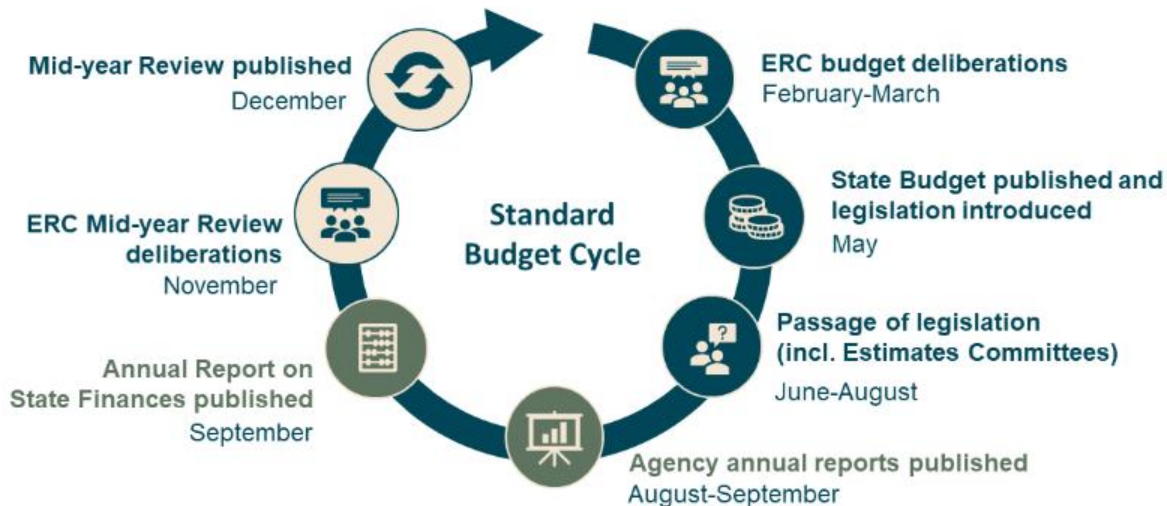 Standard
Budget Cycle
ERC budget deliberations
February-March
State Budget published and
legislation introduced
May
Passage of legislation
(incl. Estimates Committees)
June-August
Agency annual reports published
August-September
Annual Report on
State Finances published
September
ERC Mid-year Review
deliberations
November
Mid-year Review published
December
?